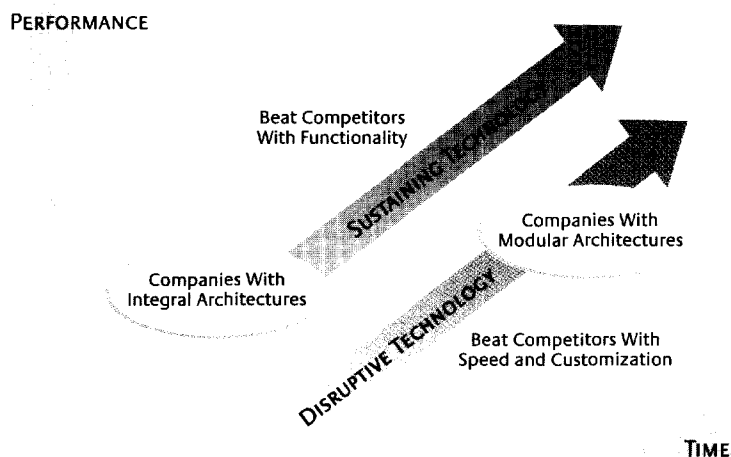 PERFORMANCE
Beat Competitors
With Functionality
SUSTAINING TECHNOLOGY
Companies With
Modular Architectures
Companies With
Integral Architectures
DISRUPTIVE TECHNOLOGY
Beat Competitors With
Speed and Customization
TIME